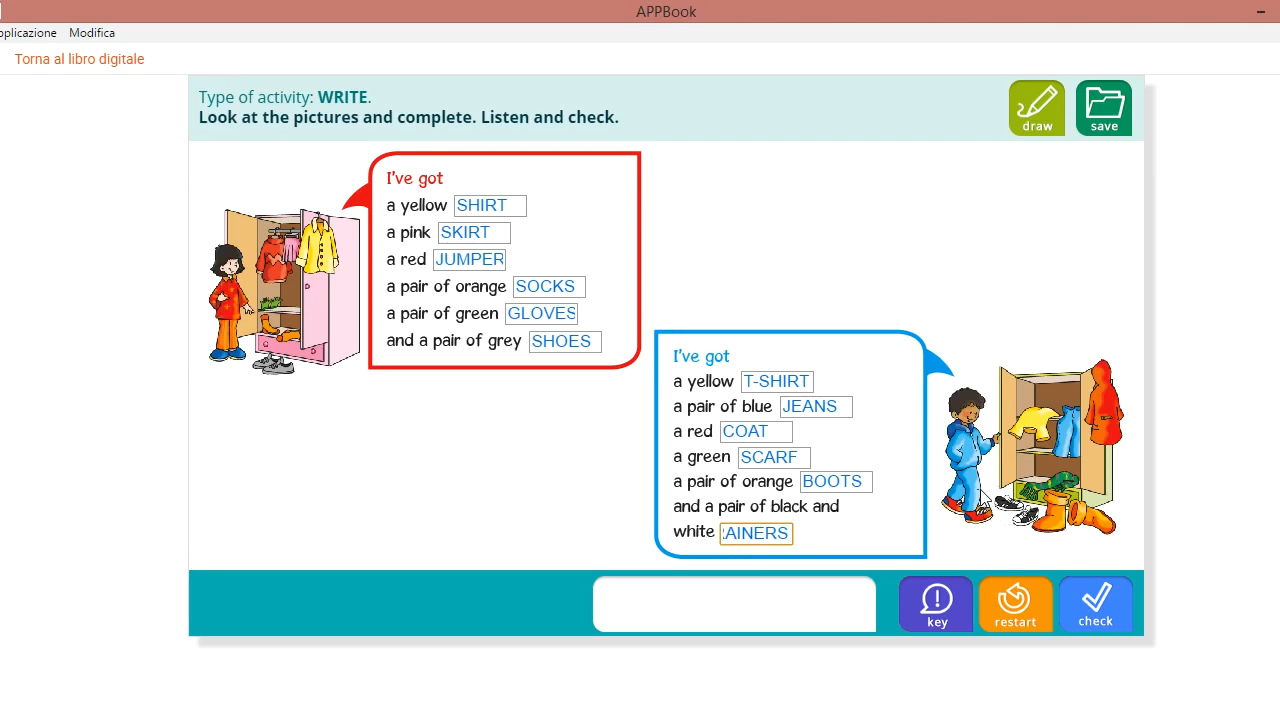 APPBook
pplicazione Modifica
Torna al libro digitale
Type of activity: WRITE.
Look at the pictures and complete. Listen and check.
draw
save
I've got
a yellow SHIRT
a pink SKIRT
a red JUMPER
a pair of orange SOCKS
a pair of green GLOVES
and a pair of grey SHOES
I've got
a yellow T-SHIRT
a pair of blue JEANS
a red COAT
a green SCARF
a pair of orange BOOTS
and a pair of black and
white AINERS
key
restart
check